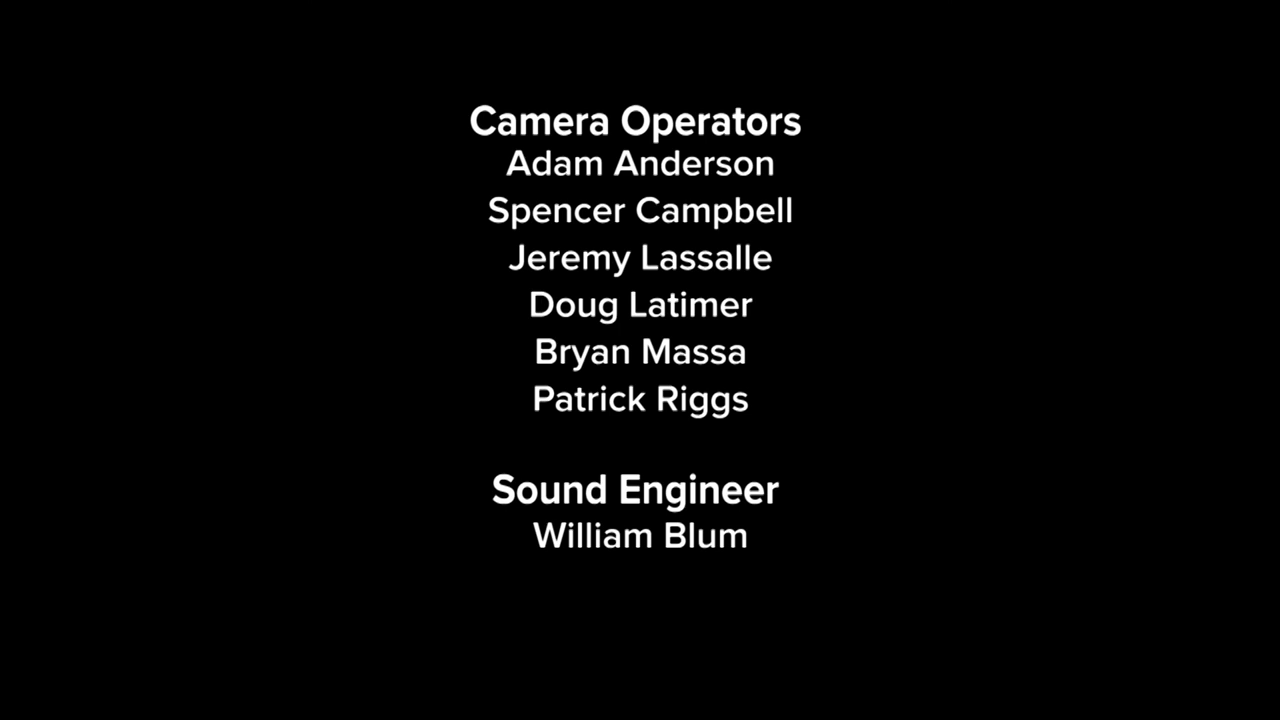 Camera Operators
Adam Anderson
Spencer Campbell
Jeremy Lassalle
Doug Latimer
Bryan Massa
Patrick Riggs
Sound Engineer
William Blum